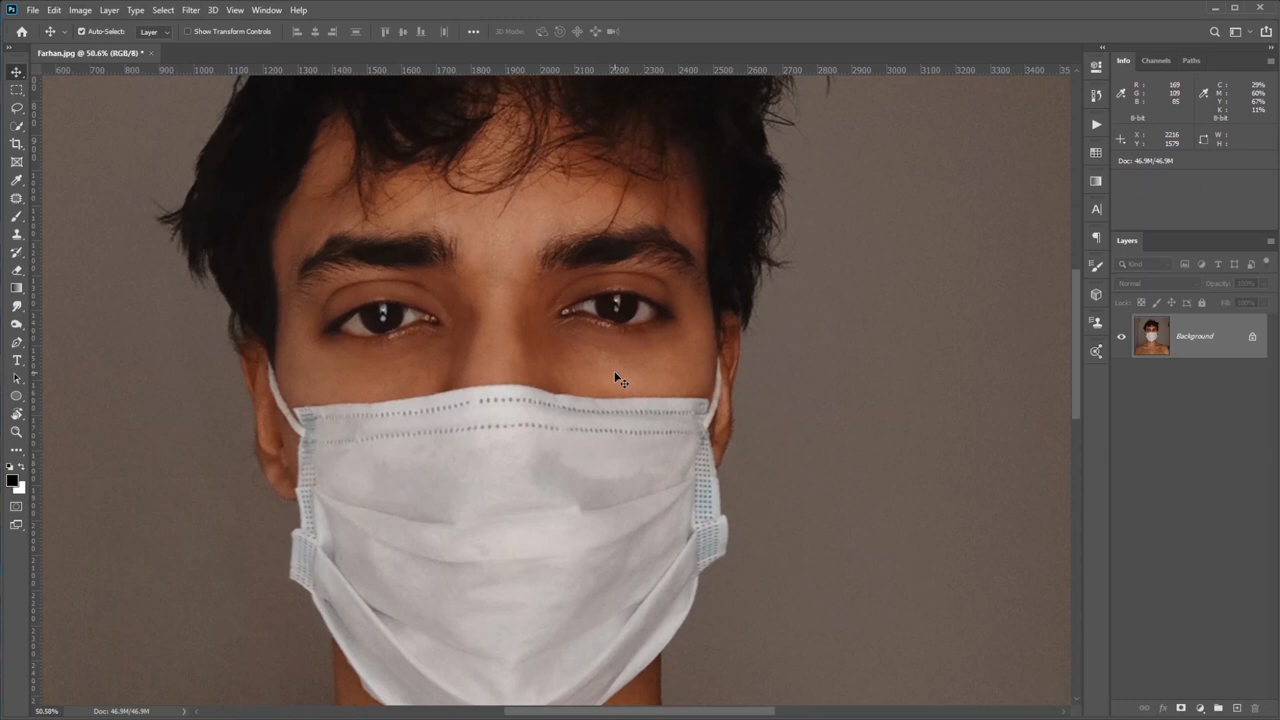 Ps File Edit Image Layer Type Select Filter 3D View Window Help
Auto-Select: Layer Show Transform Controls 3D Mode:
Farhan.jpg @ 50.6% (RGB/8) * ×
600 700 800 900 1000 1100 1200 1300 1400 1500 1600 1700 1800 1900 2000 2100 2200 2300 2400 2500 2600 2700 2800 2900 3000 3100 3200 3300 3400 35
Info Channels Paths
R : 169 C : 29%
G : 109 M : 60%
B : 85 Y : 67%
K : 11%
8-bit 8-bit
X : 2216 W :
Y : 1579 H :
Doc: 46.9M/46.9M
Layers
Kind
Normal Opacity: 100%
Lock: Fill: 100%
Background
50.58% Doc: 46.9M/46.9M